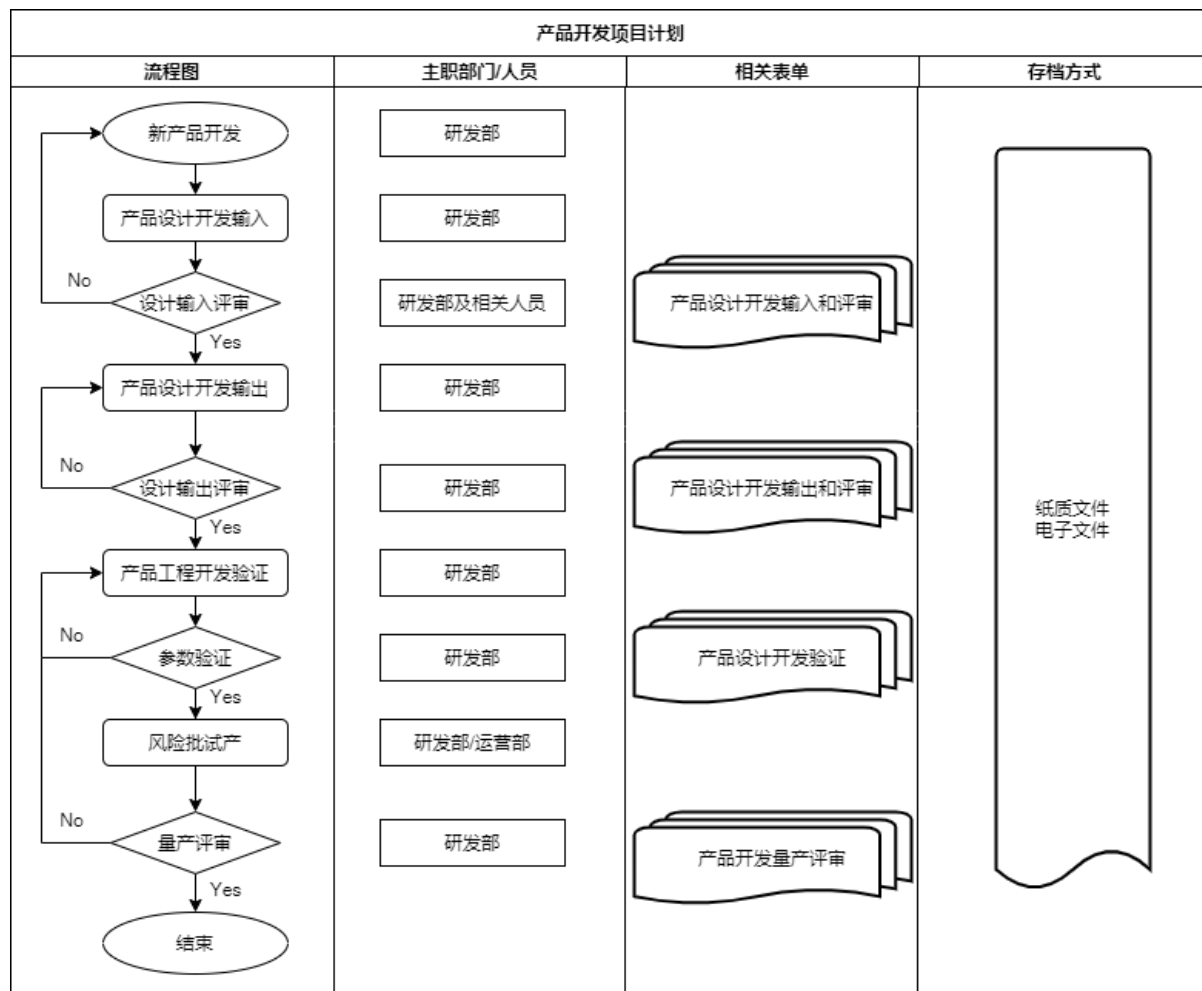 产品开发项目计划
流程图
主职部门/人员
相关表单
存档方式
新产品开发
研发部
产品设计开发输入
研发部
No
设计输入评审
研发部及相关人员
产品设计开发输入和评审
Yes
产品设计开发输出
研发部
No
设计输出评审
研发部
产品设计开发输出和评审
纸质文件
电子文件
Yes
产品工程开发验证
研发部
No
参数验证
研发部
产品设计开发验证
Yes
风险批试产
研发部/运营部
No
量产评审
研发部
产品开发量产评审
Yes
结束